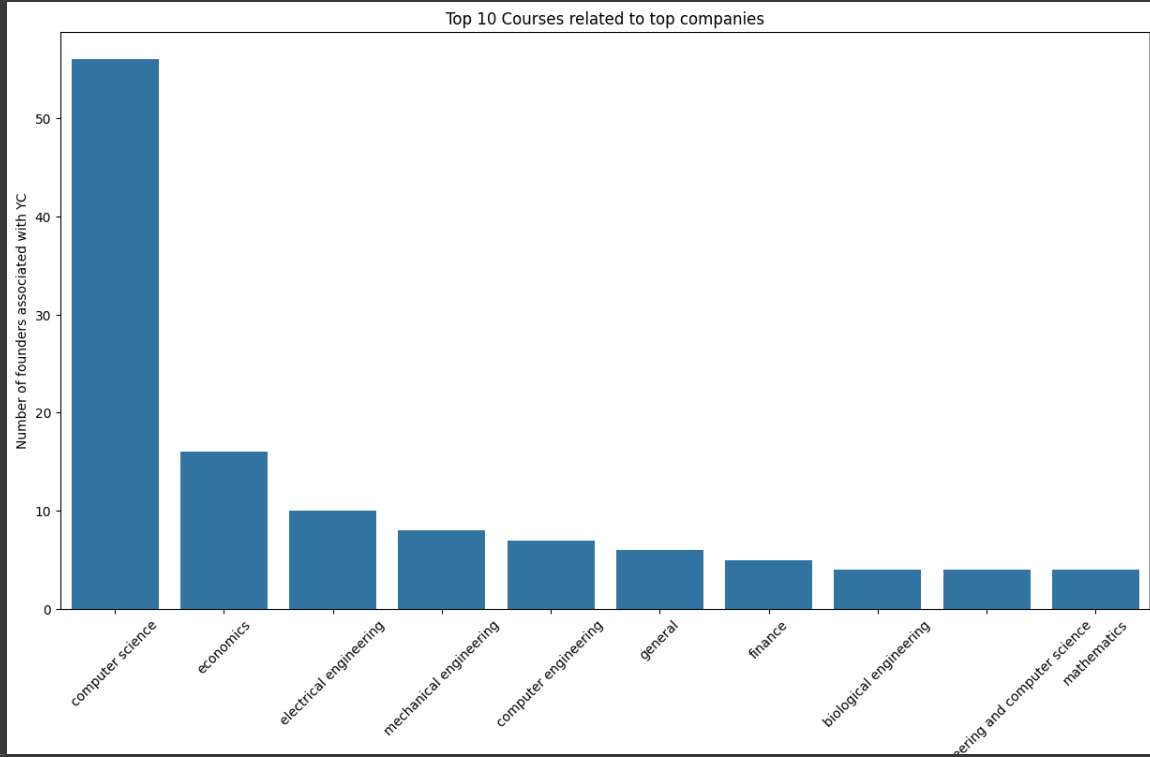 Top 10 Courses related to top companies
Number of founders associated with YC
50
40
30
20
10
0
computer science
economics
electrical engineering
mechanical engineering
computer engineering
general
finance
biological engineering
and computer science
mathematics